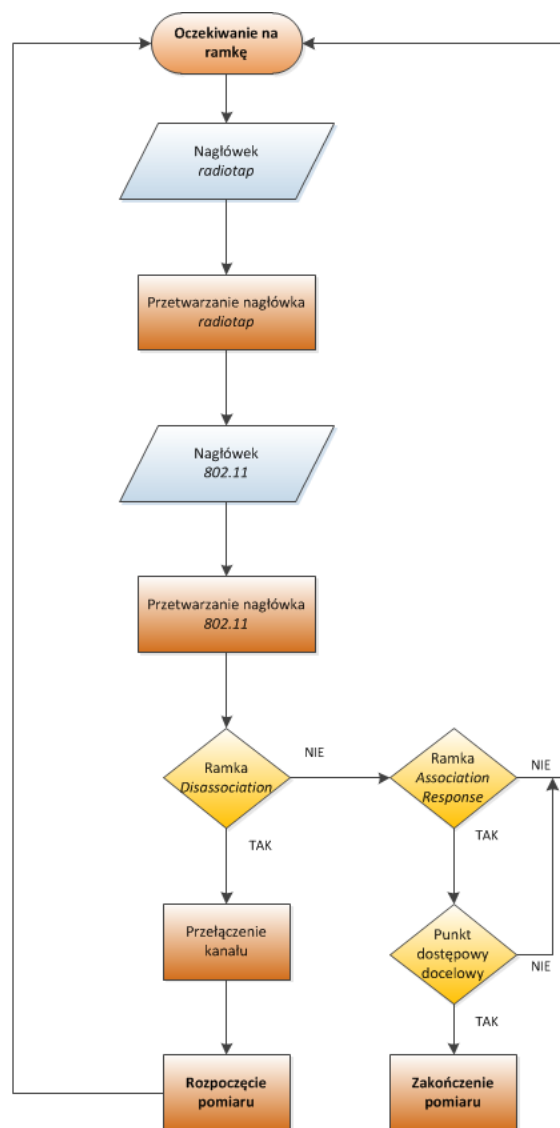 Oczekiwanie na
ramkę
Nagłówek
radiotap
Przetwarzanie nagłówka
radiotap
Nagłówek
802.11
Przetwarzanie nagłówka
802.11
Ramka
Disassociation
NIE
Ramka
Association
Response
NIE
TAK
TAK
Przełączenie
kanału
Punkt
dostępowy
docelowy
NIE
TAK
Rozpoczęcie
pomiaru
Zakończenie
pomiaru